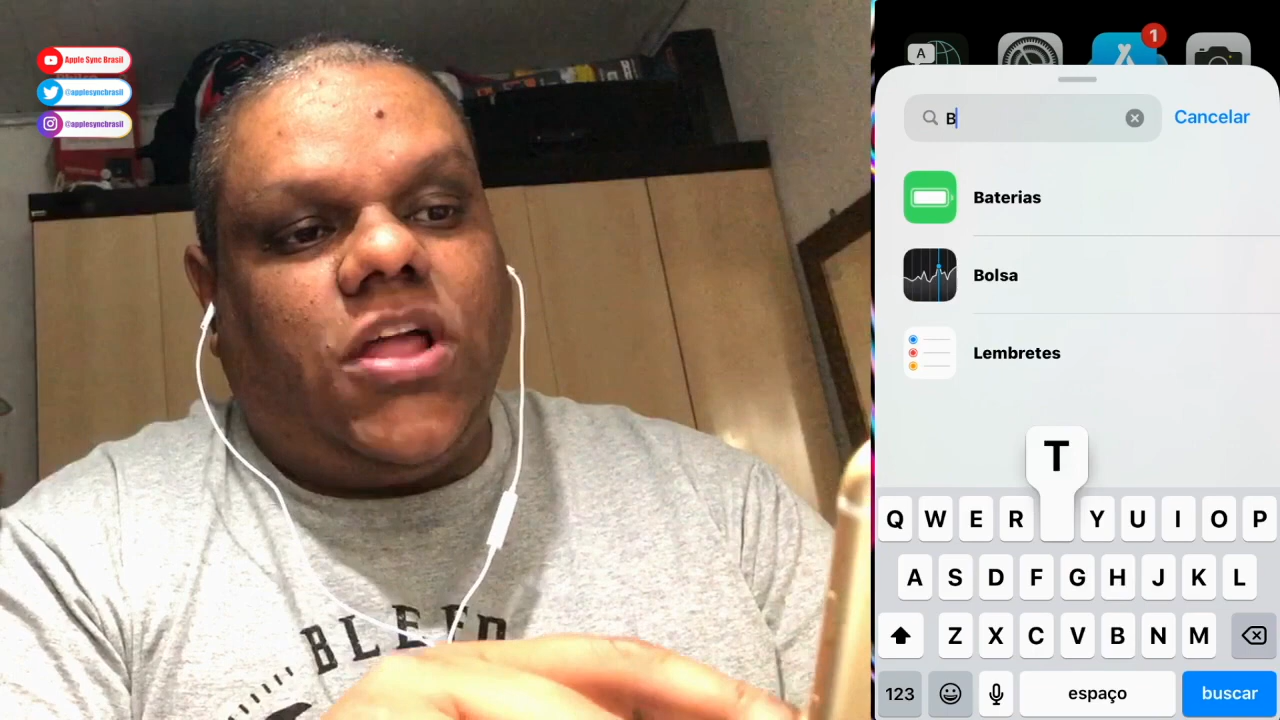 Apple Sync Brasil
@applesyncbrasil
@applesyncbrasil
BLEED
A
1
B
Cancelar
Baterias
Bolsa
Lembretes
T
Q W E R Y U I O P
A S D F G H J K L
Z X C V B N M
123 espaço buscar